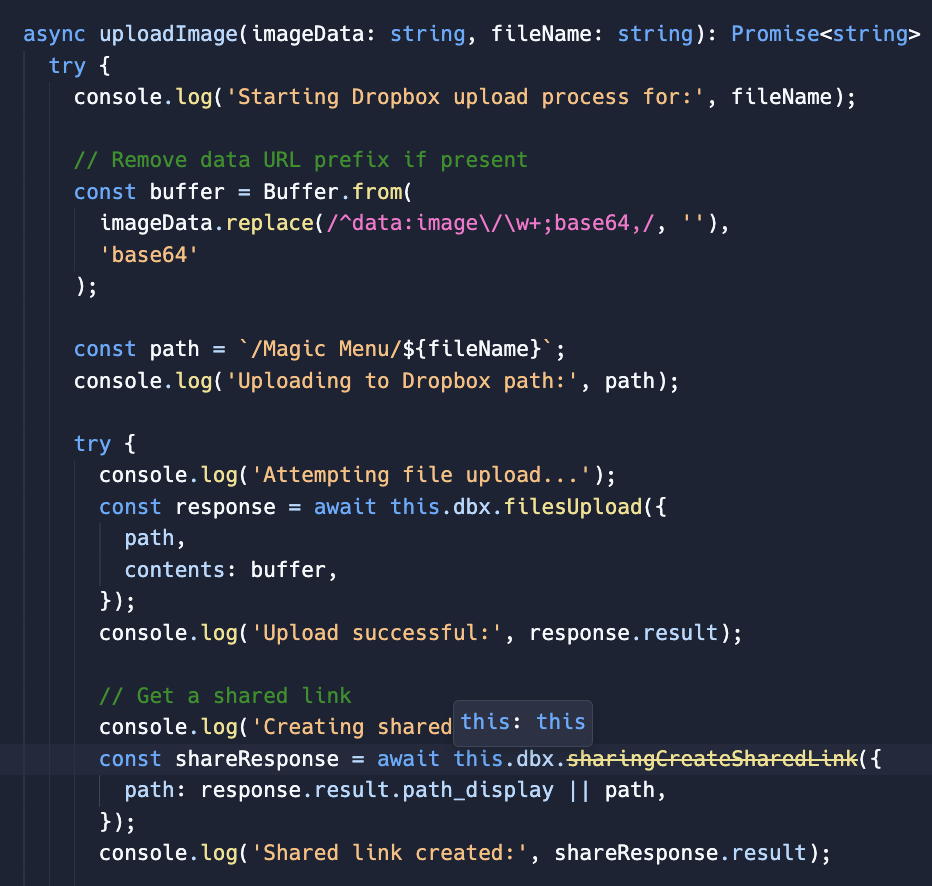 async uploadImage(imageData: string, fileName: string): Promise<string>
try {
console.log('Starting Dropbox upload process for:', fileName);
// Remove data URL prefix if present
const buffer = Buffer.from(
imageData.replace(/^data:image\/\w+;base64,/, ''),
'base64'
);
const path = `/Magic Menu/${fileName}`;
console.log('Uploading to Dropbox path:', path);
try {
console.log('Attempting file upload...');
const response = await this.dbx.filesUpload({
path,
contents: buffer,
});
console.log('Upload successful:', response.result);
// Get a shared link
console.log('Creating shared
this: this
const shareResponse = await this.dbx.sharingCreateSharedLink({
path: response.result.path_display || path,
});
console.log('Shared link created:', shareResponse.result);